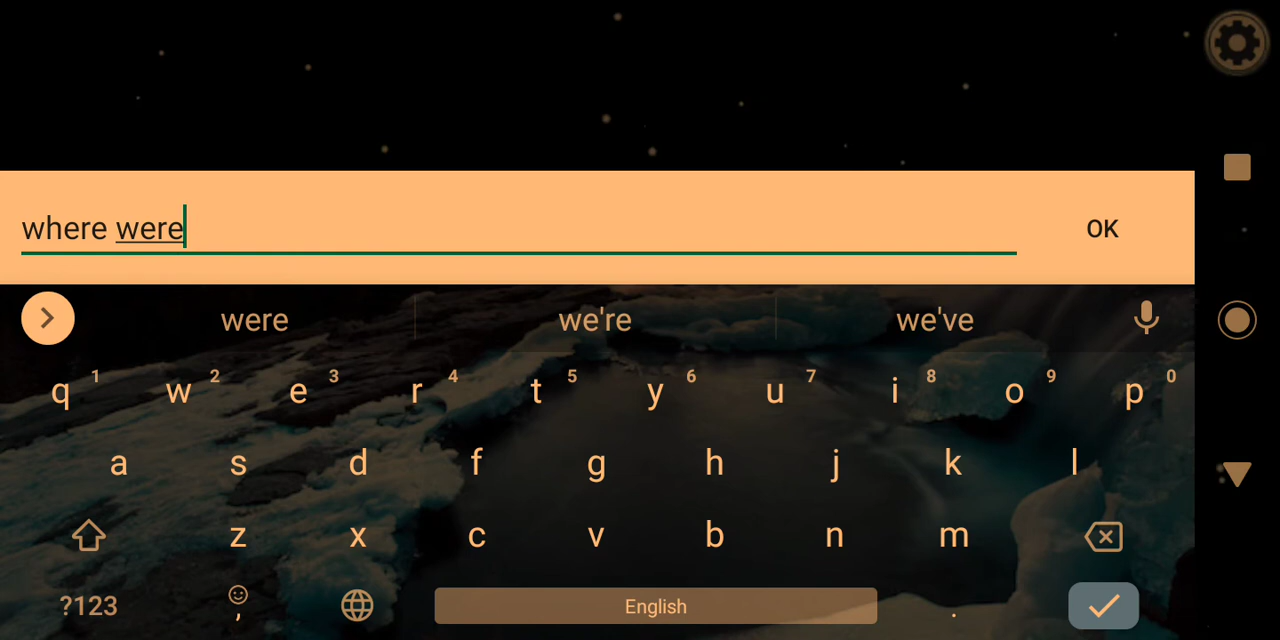 where were
OK
were we're we've
q 1 w 2 e 3 r 4 t 5 y 6 u 7 i 8 o 9 p 0
a s d f g h j k l
z x c v b n m
?123 , English .